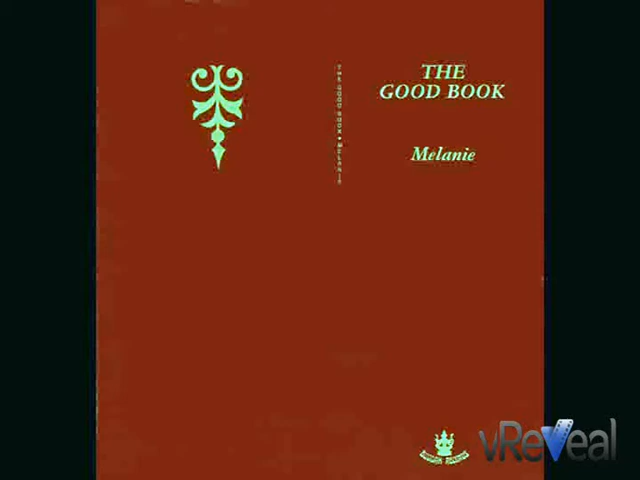 THE
GOOD BOOK
Melanie
THE GOOD BOOK • MELANIE
vReveal